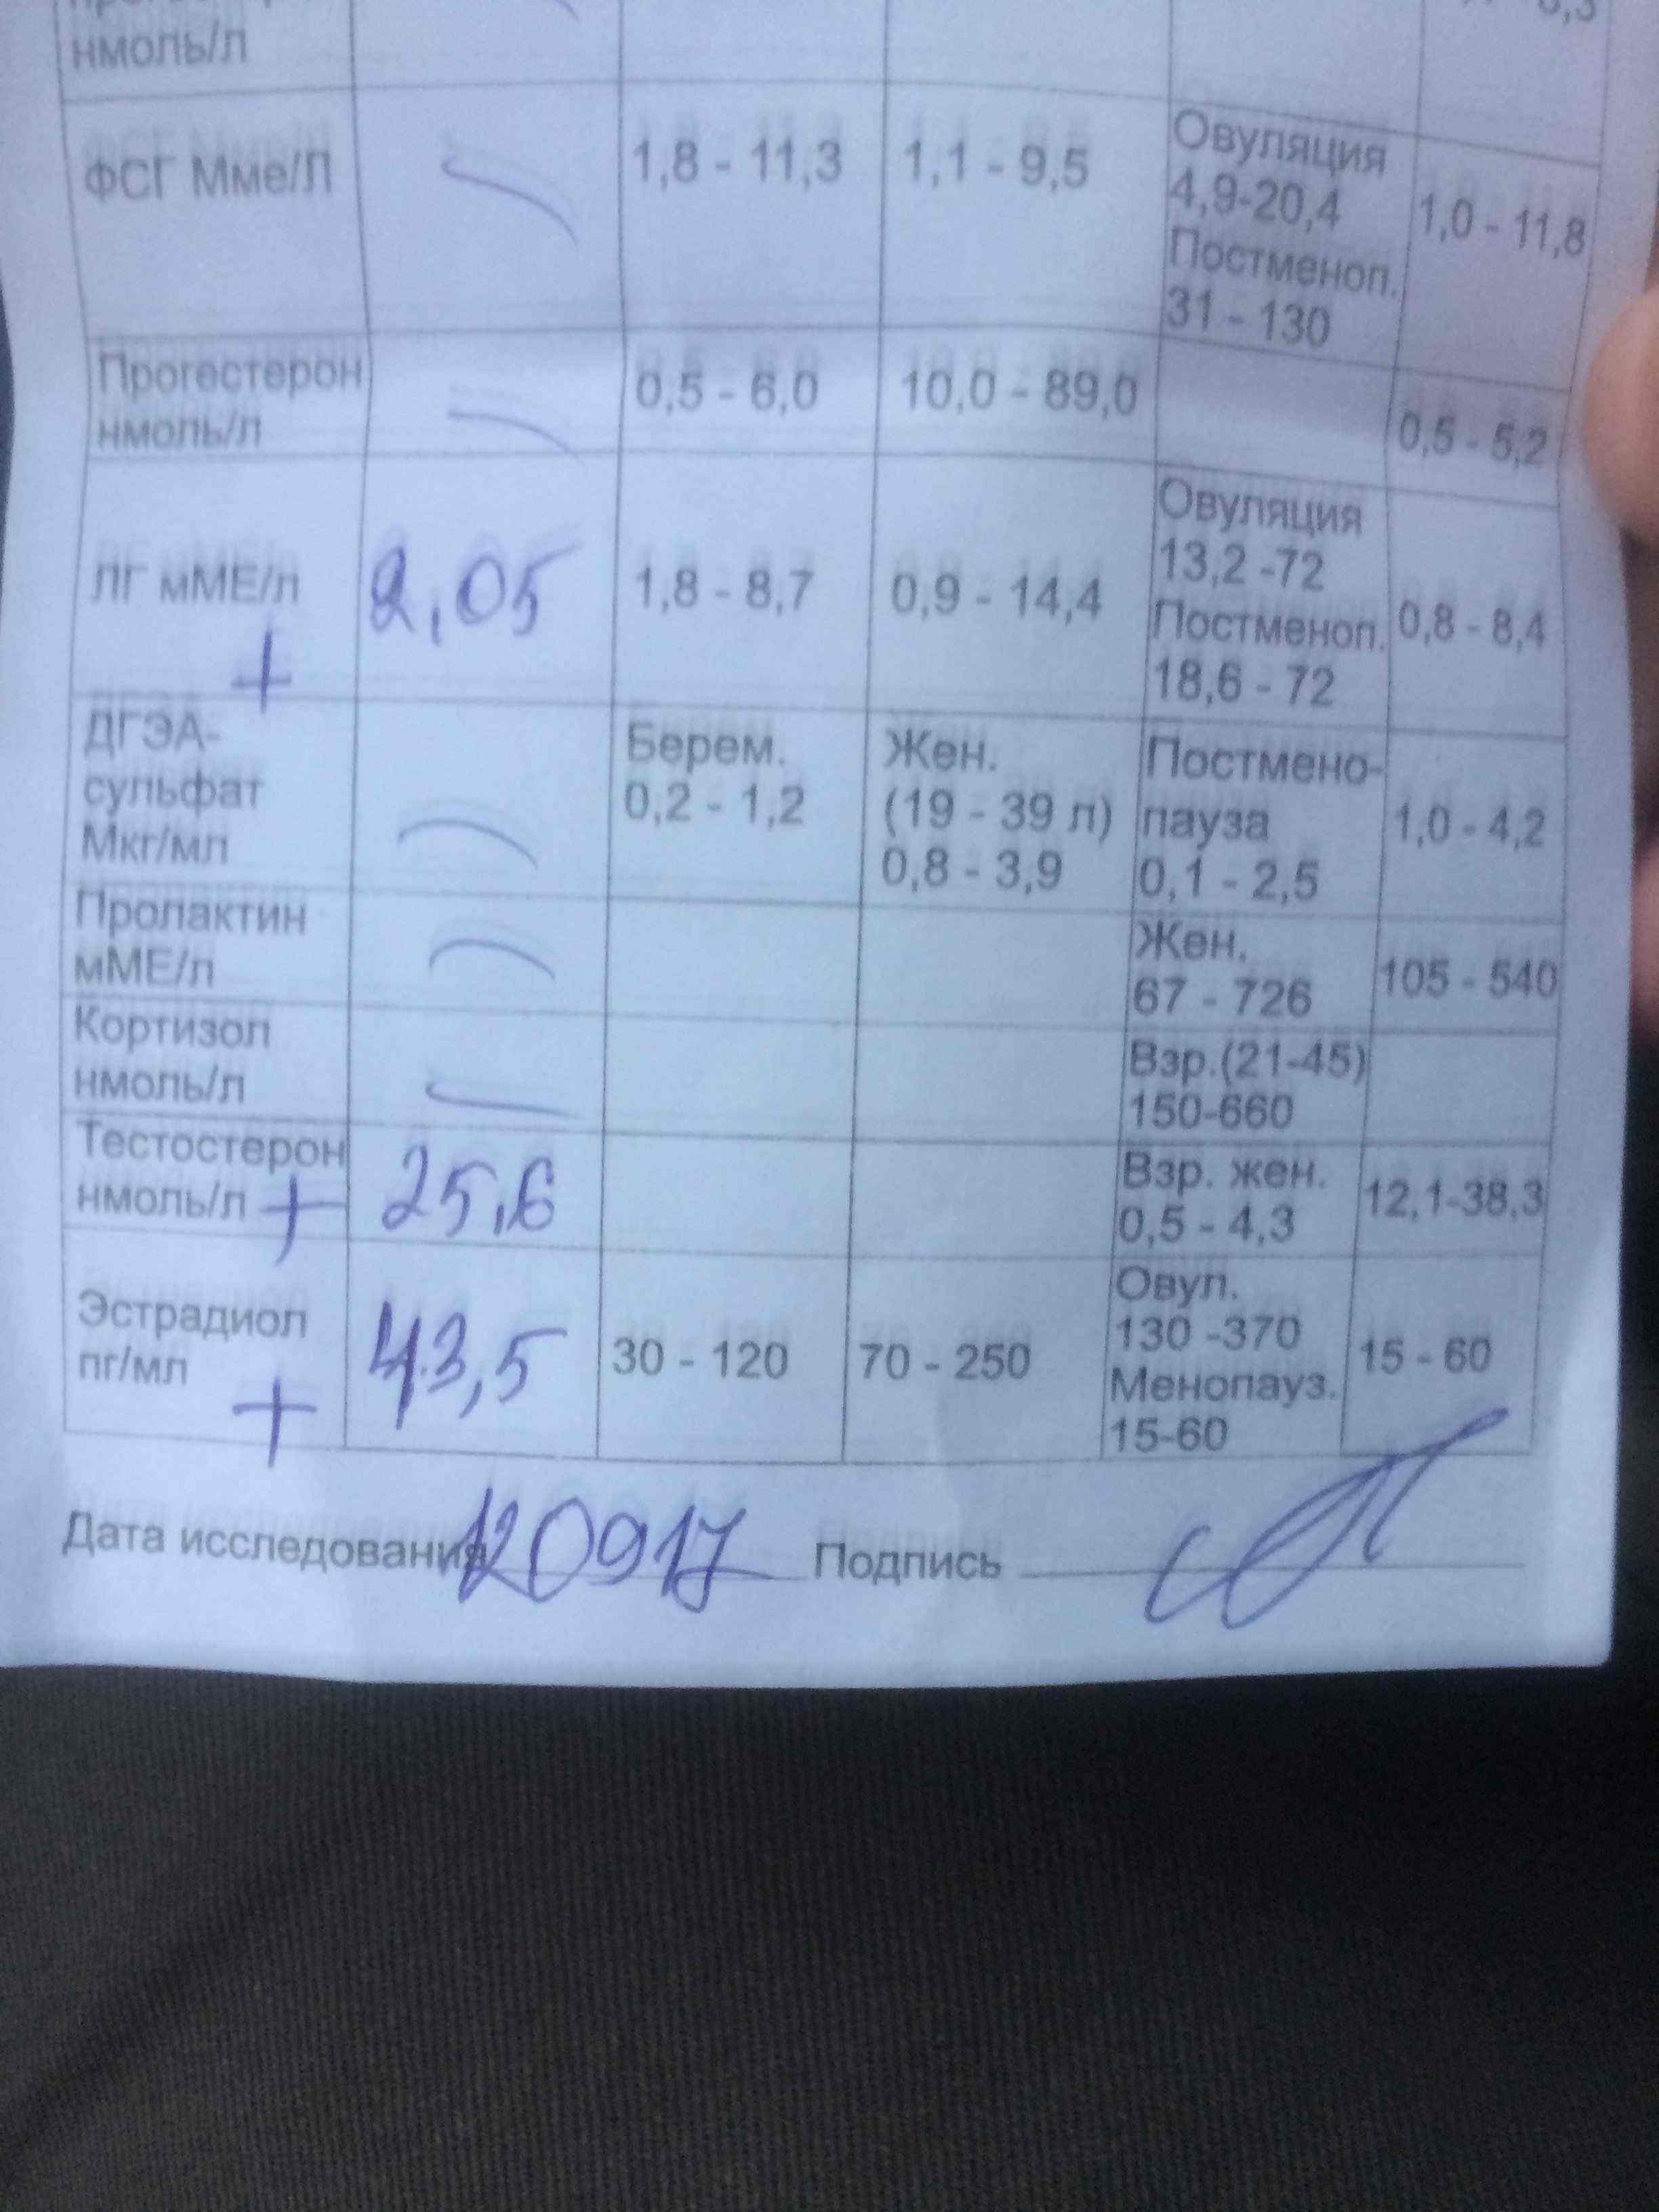 нмоль/л
ФСГ Мме/Л 1,8 - 11,3 1,1 - 9,5 Овуляция 4,9-20,4 Постменоп. 31 - 130 1,0 - 11,8
Прогестерон нмоль/л 0,5 - 6,0 10,0 - 89,0 0,5 - 5,2
ЛГ мМЕ/л + 2,05 1,8 - 8,7 0,9 - 14,4 Овуляция 13,2 -72 Постменоп. 18,6 - 72 0,8 - 8,4
ДГЭА-сульфат Мкг/мл Берем. 0,2 - 1,2 Жен. (19 - 39 л) 0,8 - 3,9 Постмено-пауза 0,1 - 2,5 1,0 - 4,2
Пролактин мМЕ/л Жен. 67 - 726 105 - 540
Кортизол нмоль/л Взр.(21-45) 150-660
Тестостерон нмоль/л + 25,6 Взр. жен. 0,5 - 4,3 12,1-38,3
Эстрадиол пг/мл + 43,5 30 - 120 70 - 250 Овул. 130 -370 Менопауз. 15-60 15 - 60
Дата исследования 120917 Подпись